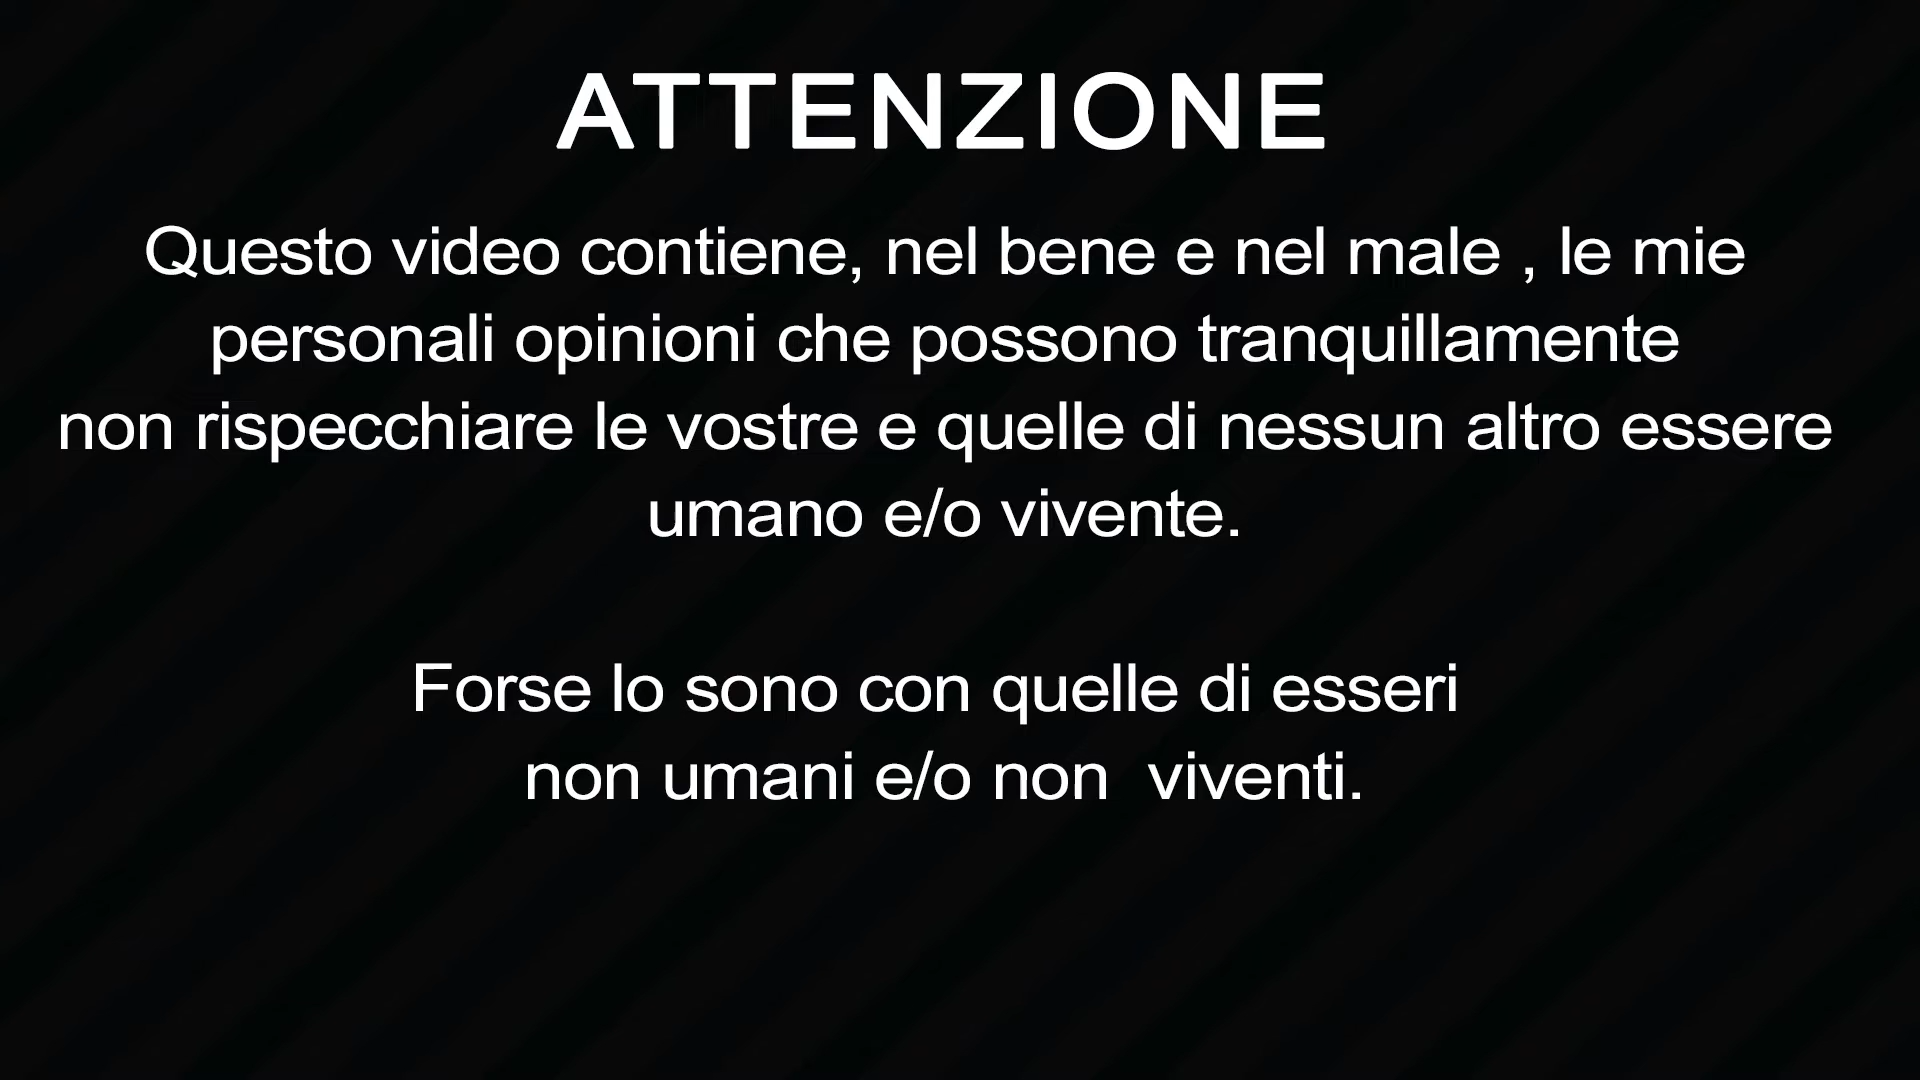 ATTENZIONE
Questo video contiene, nel bene e nel male , le mie
personali opinioni che possono tranquillamente
non rispecchiare le vostre e quelle di nessun altro essere
umano e/o vivente.
Forse lo sono con quelle di esseri
non umani e/o non  viventi.